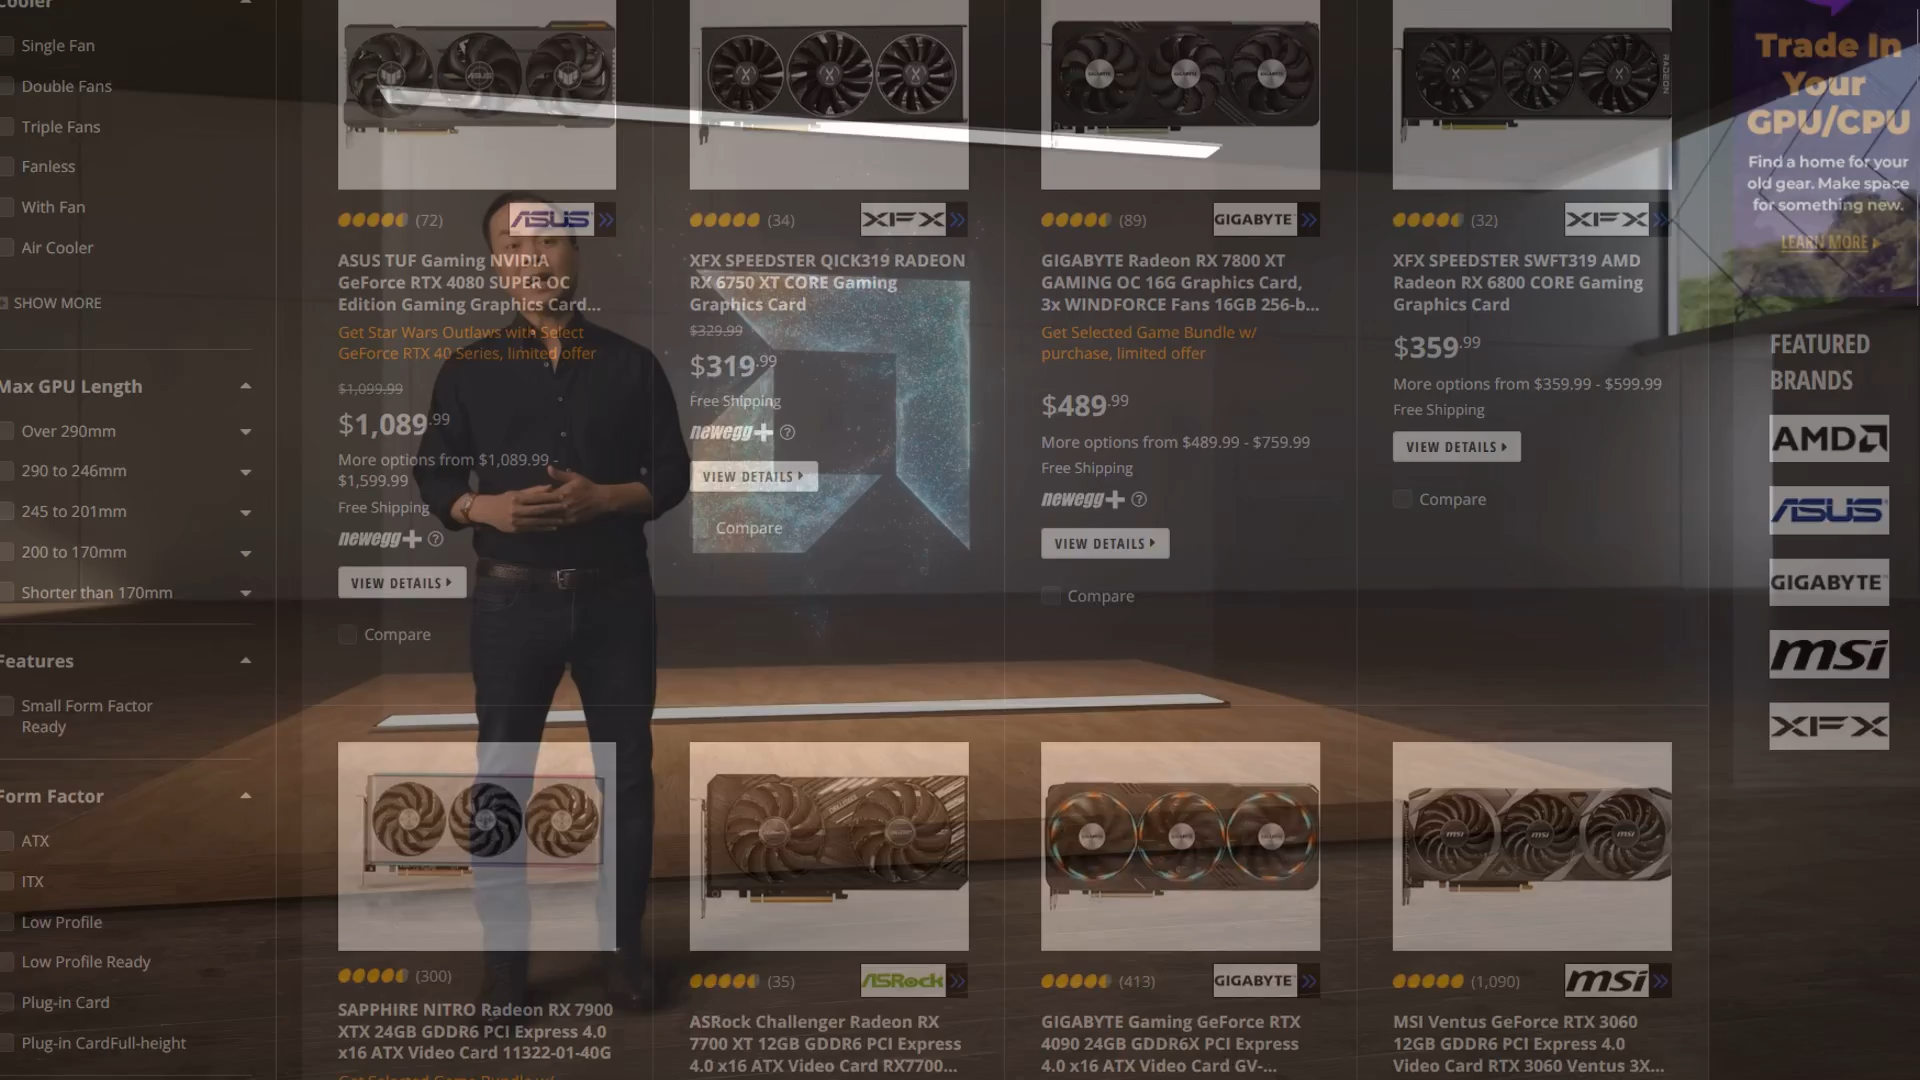 Cooler
Single Fan
Double Fans
Triple Fans
Fanless
With Fan
Air Cooler
SHOW MORE
Max GPU Length
Over 290mm
290 to 246mm
245 to 201mm
200 to 170mm
Shorter than 170mm
Features
Small Form Factor
Ready
Form Factor
ATX
ITX
Low Profile
Low Profile Ready
Plug-in Card
Plug-in CardFull-height
(72)
ASUS
ASUS TUF Gaming NVIDIA
GeForce RTX 4080 SUPER OC
Edition Gaming Graphics Card...
Get Star Wars Outlaws with Select
GeForce RTX 40 Series, limited offer
$1,099.99
$1,089.99
More options from $1,089.99 -
$1,599.99
Free Shipping
newegg+ ?
VIEW DETAILS
Compare
(34)
XFX
XFX SPEEDSTER QICK319 RADEON
RX 6750 XT CORE Gaming
Graphics Card
$329.99
$319.99
Free Shipping
newegg+ ?
VIEW DETAILS
Compare
GIGABYTE
GIGABYTE
GIGABYTE
(89)
GIGABYTE
GIGABYTE Radeon RX 7800 XT
GAMING OC 16G Graphics Card,
3x WINDFORCE Fans 16GB 256-b...
Get Selected Game Bundle w/
purchase, limited offer
$489.99
More options from $489.99 - $759.99
Free Shipping
newegg+ ?
VIEW DETAILS
Compare
RADEON
(32)
XFX
XFX SPEEDSTER SWFT319 AMD
Radeon RX 6800 CORE Gaming
Graphics Card
$359.99
More options from $359.99 - $599.99
Free Shipping
VIEW DETAILS
Compare
(300)
SAPPHIRE NITRO Radeon RX 7900
XTX 24GB GDDR6 PCI Express 4.0
x16 ATX Video Card 11322-01-40G
Get Selected Game Bundle w/
(35)
ASRock
ASRock Challenger Radeon RX
7700 XT 12GB GDDR6 PCI Express
4.0 x16 ATX Video Card RX7700...
(413)
GIGABYTE
GIGABYTE Gaming GeForce RTX
4090 24GB GDDR6X PCI Express
4.0 x16 ATX Video Card GV-...
msi
msi
msi
(1,090)
msi
MSI Ventus GeForce RTX 3060
12GB GDDR6 PCI Express 4.0
Video Card RTX 3060 Ventus 3X...
Trade In
Your
GPU/CPU
Find a home for your
old gear. Make space
for something new.
LEARN MORE
FEATURED
BRANDS
AMD
ASUS
GIGABYTE
msi
XFX